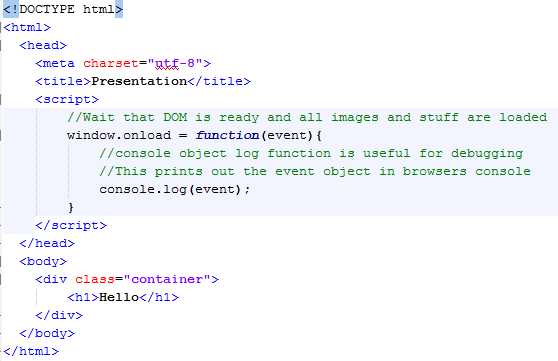 <!DOCTYPE html>
<html>
<head>
<meta charset="utf-8">
<title>Presentation</title>
<script>
//Wait that DOM is ready and all images and stuff are loaded
window.onload = function(event){
//console object log function is useful for debugging
//This prints out the event object in browsers console
console.log(event);
}
</script>
</head>
<body>
<div class="container">
<h1>Hello</h1>
</div>
</body>
</html>